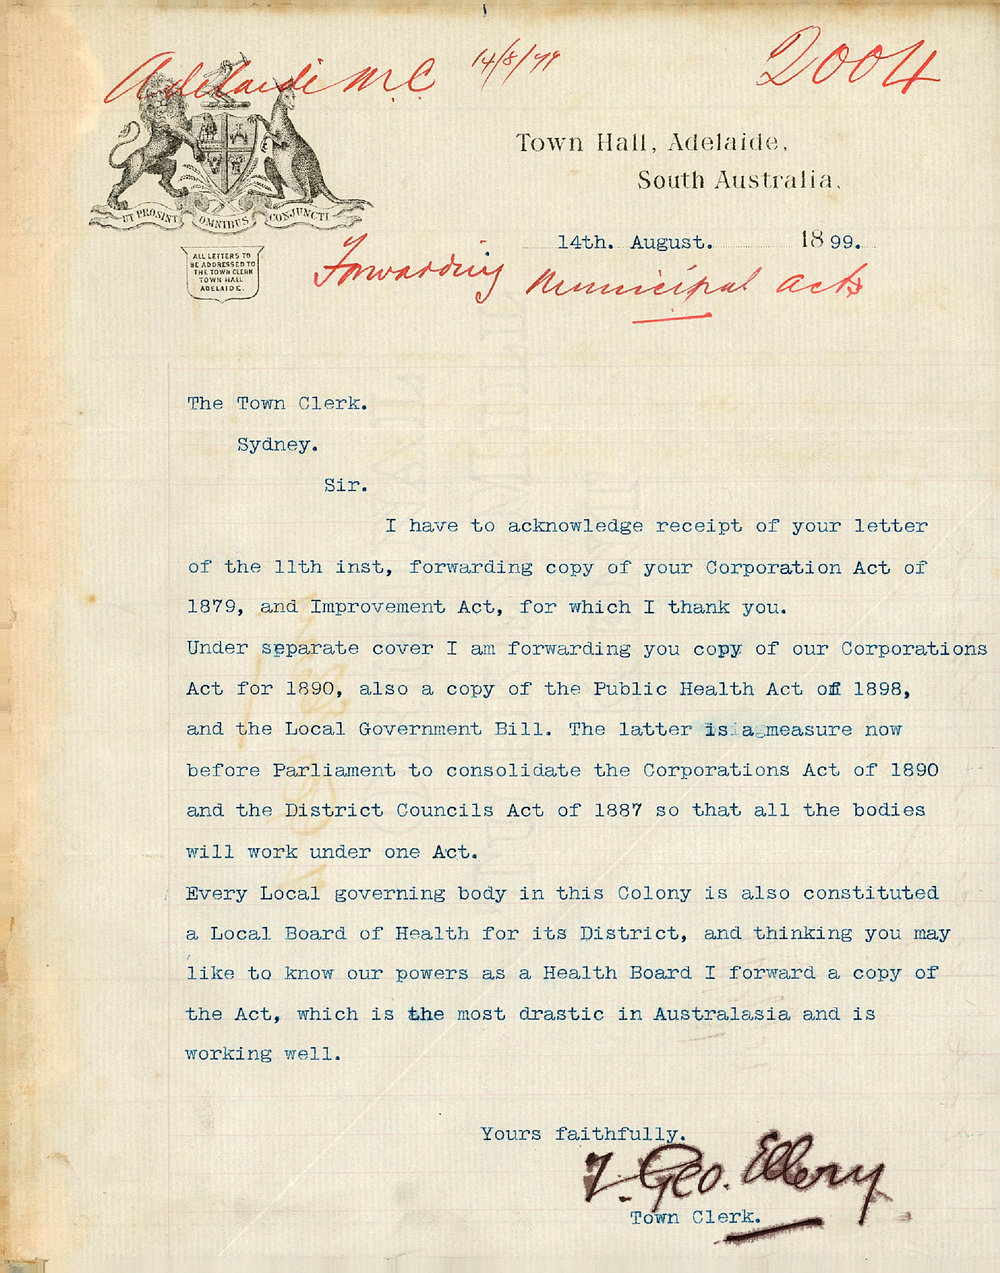 Adelaide M.C 14/8/99 2004
UT PROSINT OMNIBUS CONJUNCTI
Town Hall, Adelaide,
South Australia,
14th. August. 1899.
ALL LETTERS TO
BE ADDRESSED TO
THE TOWN CLERK
TOWN HALL
ADELAIDE.
Forwarding Municipal Acts
The Town Clerk.
Sydney.
Sir.
I have to acknowledge receipt of your letter
of the 11th inst, forwarding copy of your Corporation Act of
1879, and Improvement Act, for which I thank you.
Under separate cover I am forwarding you copy of our Corporations
Act for 1890, also a copy of the Public Health Act of 1898,
and the Local Government Bill. The latter is a measure now
before Parliament to consolidate the Corporations Act of 1890
and the District Councils Act of 1887 so that all the bodies
will work under one Act.
Every Local governing body in this Colony is also constituted
a Local Board of Health for its District, and thinking you may
like to know our powers as a Health Board I forward a copy of
the Act, which is the most drastic in Australasia and is
working well.
Yours faithfully.
T. Geo. Ellery
Town Clerk.